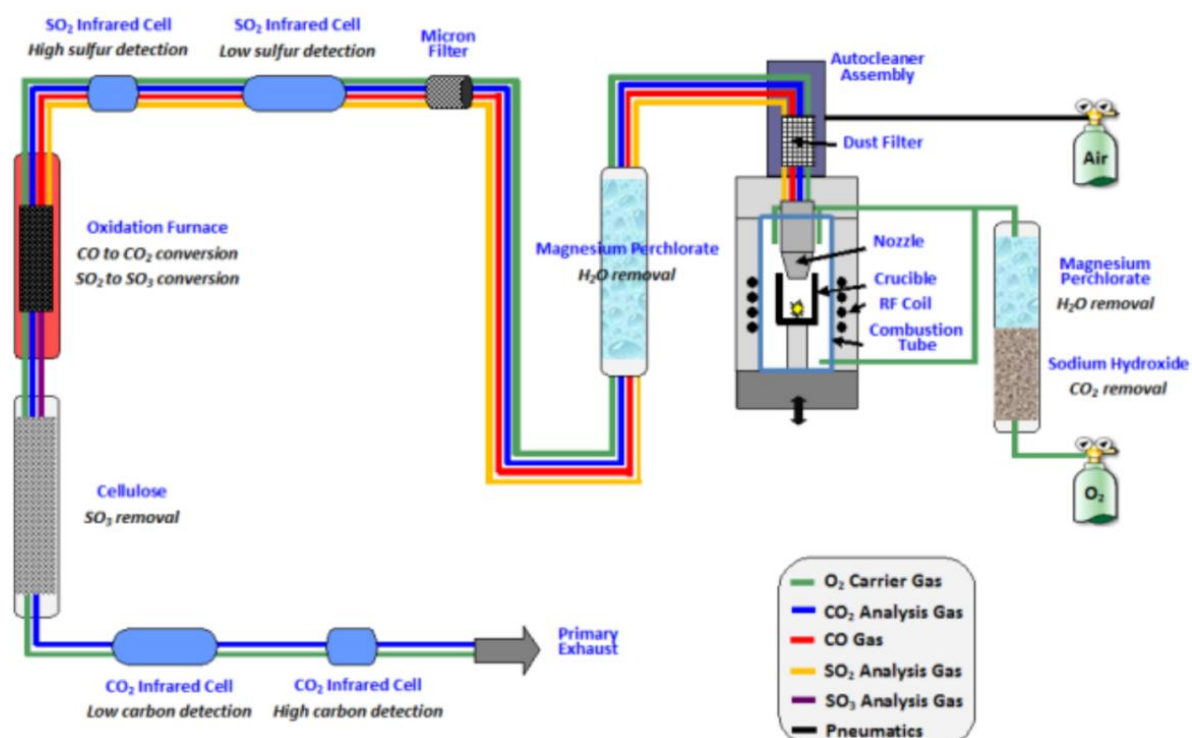 SO₂ Infrared Cell
High sulfur detection
SO₂ Infrared Cell
Low sulfur detection
Micron
Filter
Autocleaner
Assembly
Dust Filter
Air
Oxidation Furnace
CO to CO₂ conversion
SO₂ to SO₃ conversion
Magnesium Perchlorate
H₂O removal
Nozzle
Crucible
RF Coil
Combustion
Tube
Magnesium
Perchlorate
H₂O removal
Sodium Hydroxide
CO₂ removal
O₂
Cellulose
SO₃ removal
CO₂ Infrared Cell
Low carbon detection
CO₂ Infrared Cell
High carbon detection
Primary
Exhaust
O₂ Carrier Gas
CO₂ Analysis Gas
CO Gas
SO₂ Analysis Gas
SO₃ Analysis Gas
Pneumatics